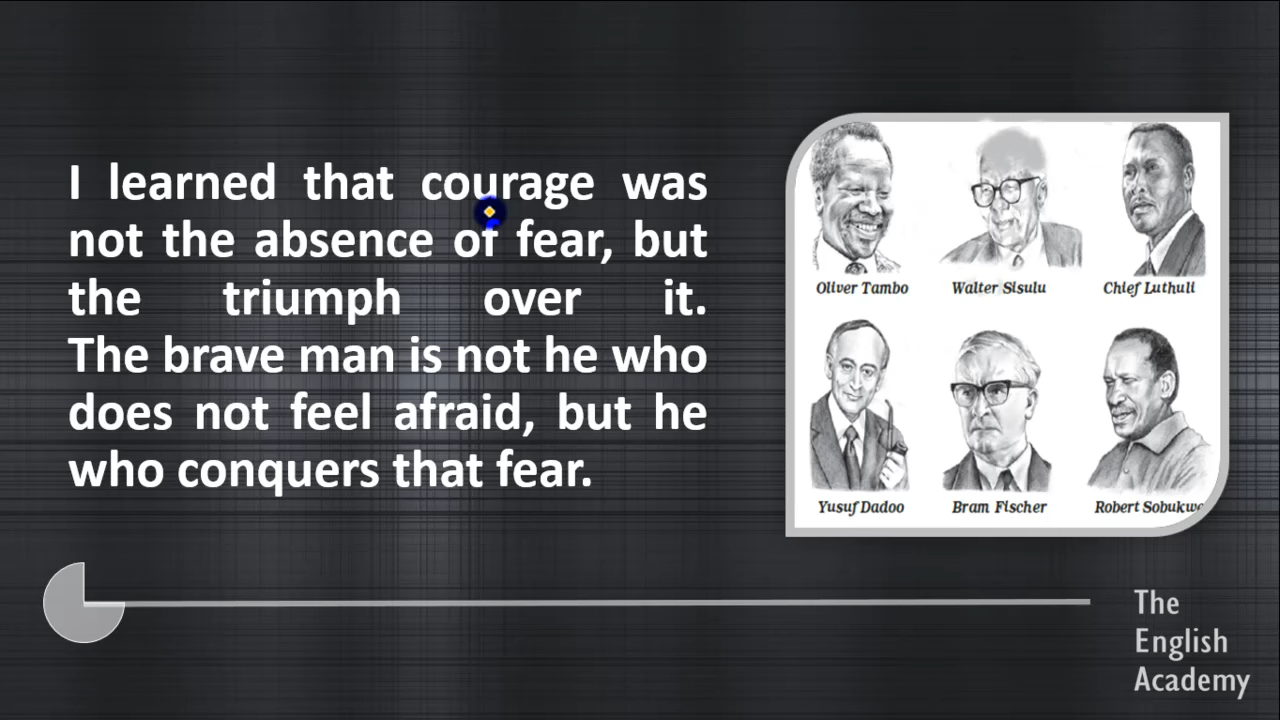 I learned that courage was
not the absence of fear, but
the triumph over it.
The brave man is not he who
does not feel afraid, but he
who conquers that fear.
Oliver Tambo Walter Sisulu Chief Luthuli
Yusuf Dadoo Bram Fischer Robert Sobukwe
The
English
Academy